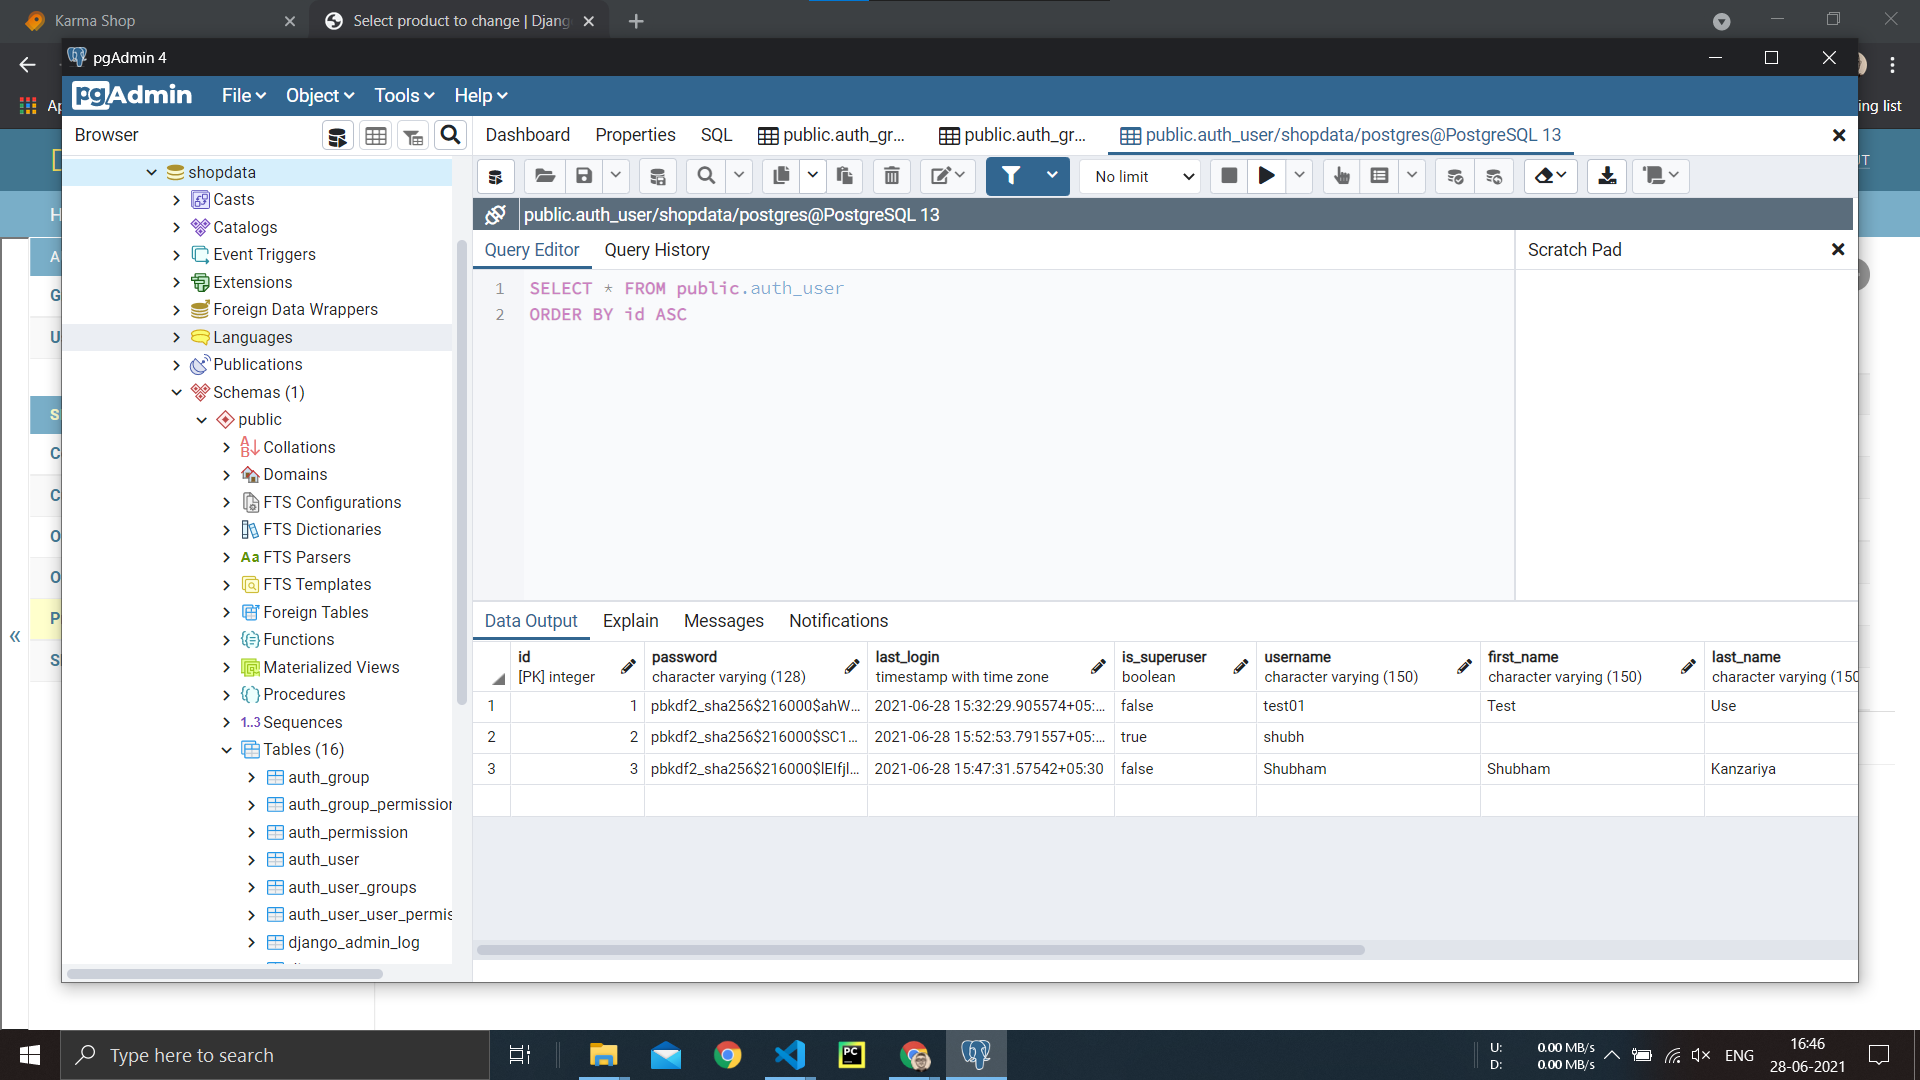 Karma Shop
Select product to change | Djang
pgAdmin 4
pgAdmin
File
Object
Tools
Help
ing list
Browser
Dashboard
Properties
SQL
public.auth_gr...
public.auth_gr...
public.auth_user/shopdata/postgres@PostgreSQL 13
No limit
public.auth_user/shopdata/postgres@PostgreSQL 13
Query Editor
Query History
Scratch Pad
1 SELECT * FROM public.auth_user
2 ORDER BY id ASC
shopdata
Casts
Catalogs
Event Triggers
Extensions
Foreign Data Wrappers
Languages
Publications
Schemas (1)
public
Collations
Domains
FTS Configurations
FTS Dictionaries
Aa FTS Parsers
FTS Templates
Foreign Tables
Functions
Materialized Views
Procedures
1..3 Sequences
Tables (16)
auth_group
auth_group_permission
auth_permission
auth_user
auth_user_groups
auth_user_user_permis
django_admin_log
Data Output
Explain
Messages
Notifications
id
[PK] integer
password
character varying (128)
last_login
timestamp with time zone
is_superuser
boolean
username
character varying (150)
first_name
character varying (150)
last_name
character varying (150
1 1 pbkdf2_sha256$216000$ahW... 2021-06-28 15:32:29.905574+05:... false test01 Test Use
2 2 pbkdf2_sha256$216000$SC1... 2021-06-28 15:52:53.791557+05:... true shubh
3 3 pbkdf2_sha256$216000$lEIfjl... 2021-06-28 15:47:31.57542+05:30 false Shubham Shubham Kanzariya
Type here to search
U: 0.00 MB/s
D: 0.00 MB/s
ENG
16:46
28-06-2021